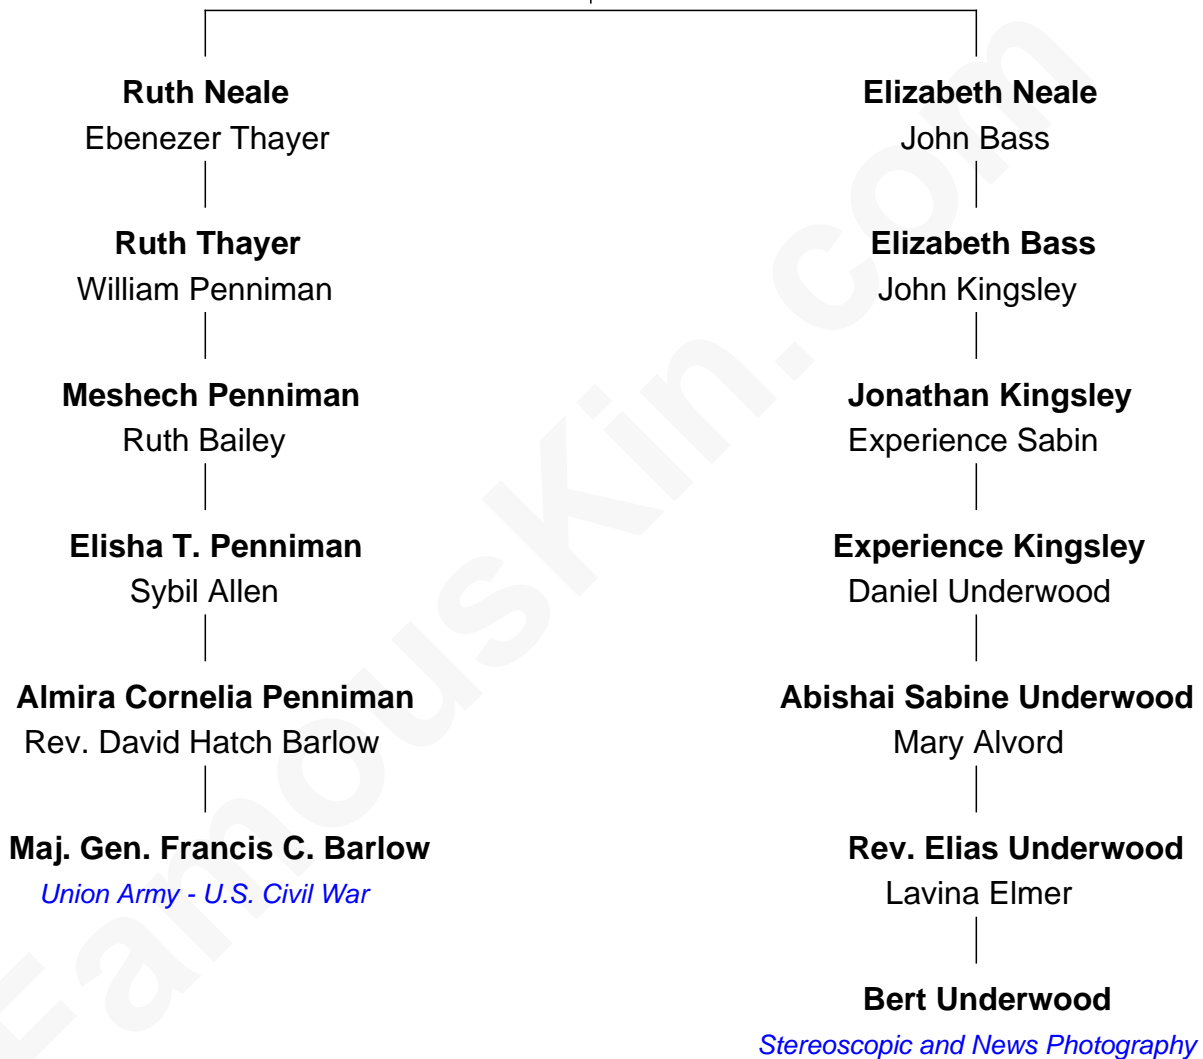 Ruth Neale
Ebenezer Thayer
Ruth Thayer
William Penniman
Meshech Penniman
Ruth Bailey
Elisha T. Penniman
Sybil Allen
Almira Cornelia Penniman
Rev. David Hatch Barlow
Maj. Gen. Francis C. Barlow
Union Army - U.S. Civil War
Elizabeth Neale
John Bass
Elizabeth Bass
John Kingsley
Jonathan Kingsley
Experience Sabin
Experience Kingsley
Daniel Underwood
Abishai Sabine Underwood
Mary Alvord
Rev. Elias Underwood
Lavina Elmer
Bert Underwood
Stereoscopic and News Photography
FamousKin.com